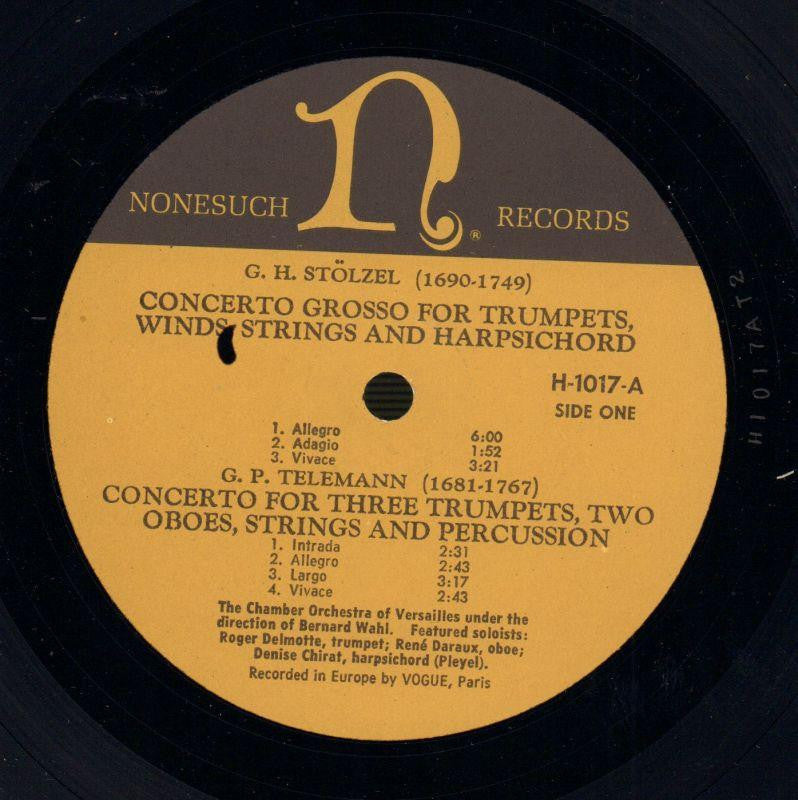 n
NONESUCH RECORDS
®
G. H. STÖLZEL (1690-1749)
CONCERTO GROSSO FOR TRUMPETS,
WINDS, STRINGS AND HARPSICHORD
H-1017-A
SIDE ONE
1. Allegro 6:00
2. Adagio 1:52
3. Vivace 3:21
G. P. TELEMANN (1681-1767)
CONCERTO FOR THREE TRUMPETS, TWO
OBOES, STRINGS AND PERCUSSION
1. Intrada 2:31
2. Allegro 2:43
3. Largo 3:17
4. Vivace 2:43
The Chamber Orchestra of Versailles under the
direction of Bernard Wahl. Featured soloists:
Roger Delmotte, trumpet; René Daraux, oboe;
Denise Chirat, harpsichord (Pleyel).
Recorded in Europe by VOGUE, Paris
H1017AT2
1